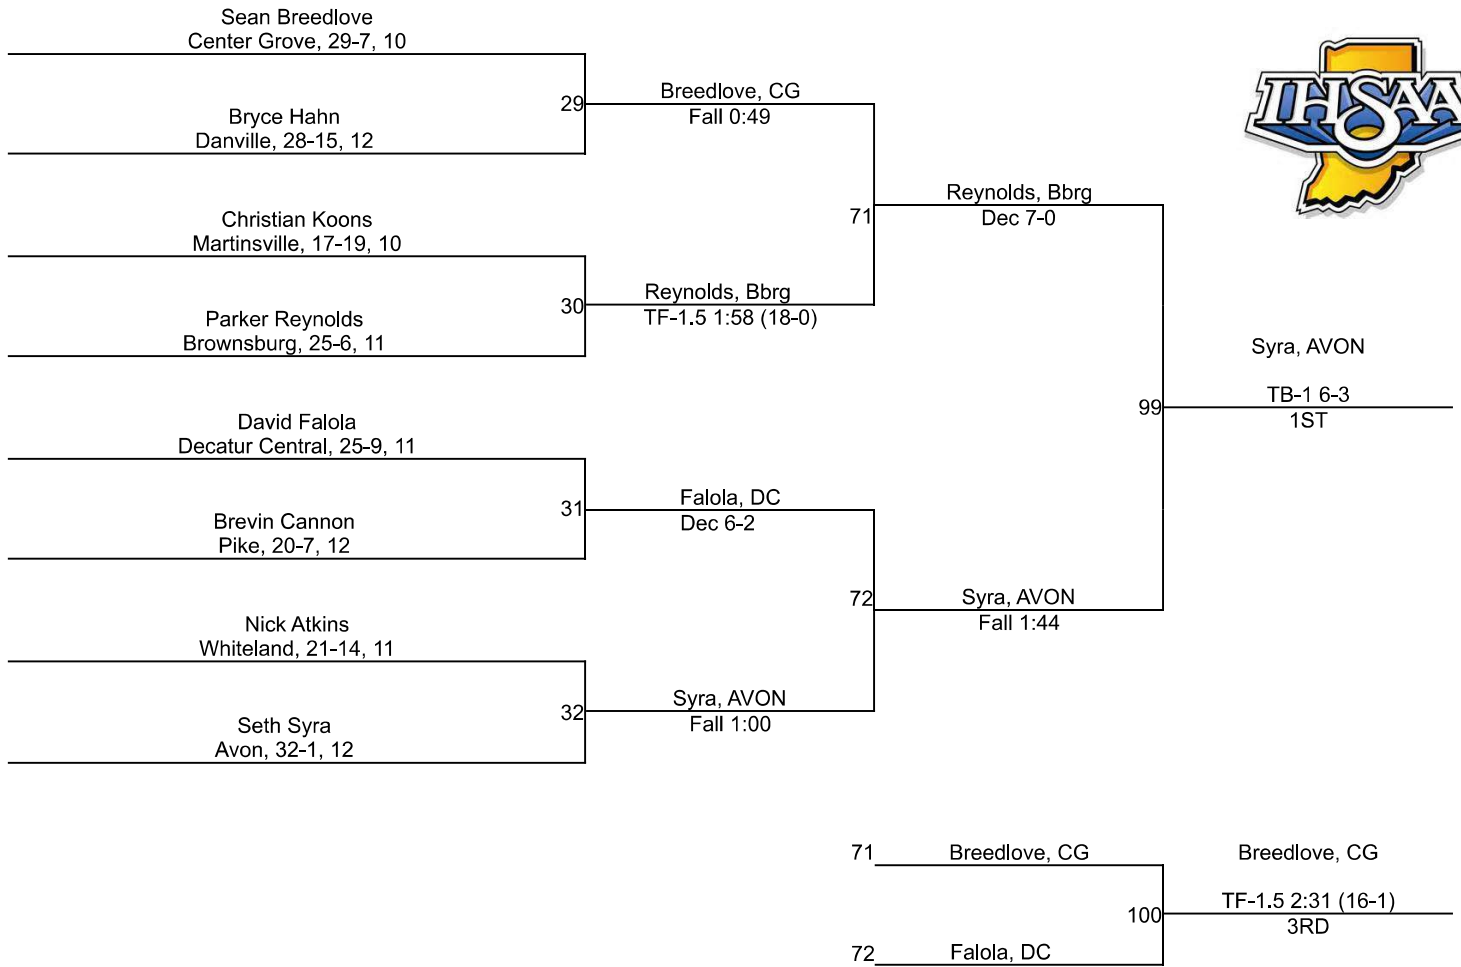 Sean Breedlove
Center Grove, 29-7, 10
29
Bryce Hahn
Danville, 28-15, 12
Breedlove, CG
Fall 0:49
71
Christian Koons
Martinsville, 17-19, 10
30
Parker Reynolds
Brownsburg, 25-6, 11
Reynolds, Bbrg
TF-1.5 1:58 (18-0)
Reynolds, Bbrg
Dec 7-0
IHSAA
99
David Falola
Decatur Central, 25-9, 11
31
Brevin Cannon
Pike, 20-7, 12
Falola, DC
Dec 6-2
72
Nick Atkins
Whiteland, 21-14, 11
32
Seth Syra
Avon, 32-1, 12
Syra, AVON
Fall 1:00
Syra, AVON
Fall 1:44
Syra, AVON
TB-1 6-3
1ST
71
Breedlove, CG
100
72
Falola, DC
Breedlove, CG
TF-1.5 2:31 (16-1)
3RD